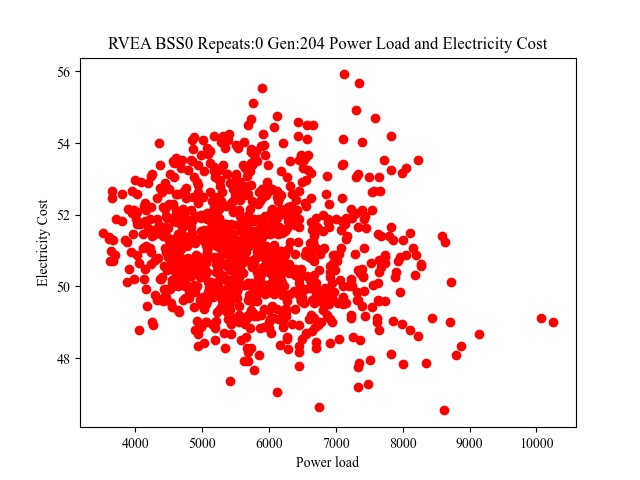 RVEA BSS0 Repeats:0 Gen:204 Power Load and Electricity Cost
56
54
52
50
48
Electricity Cost
4000 5000 6000 7000 8000 9000 10000
Power load